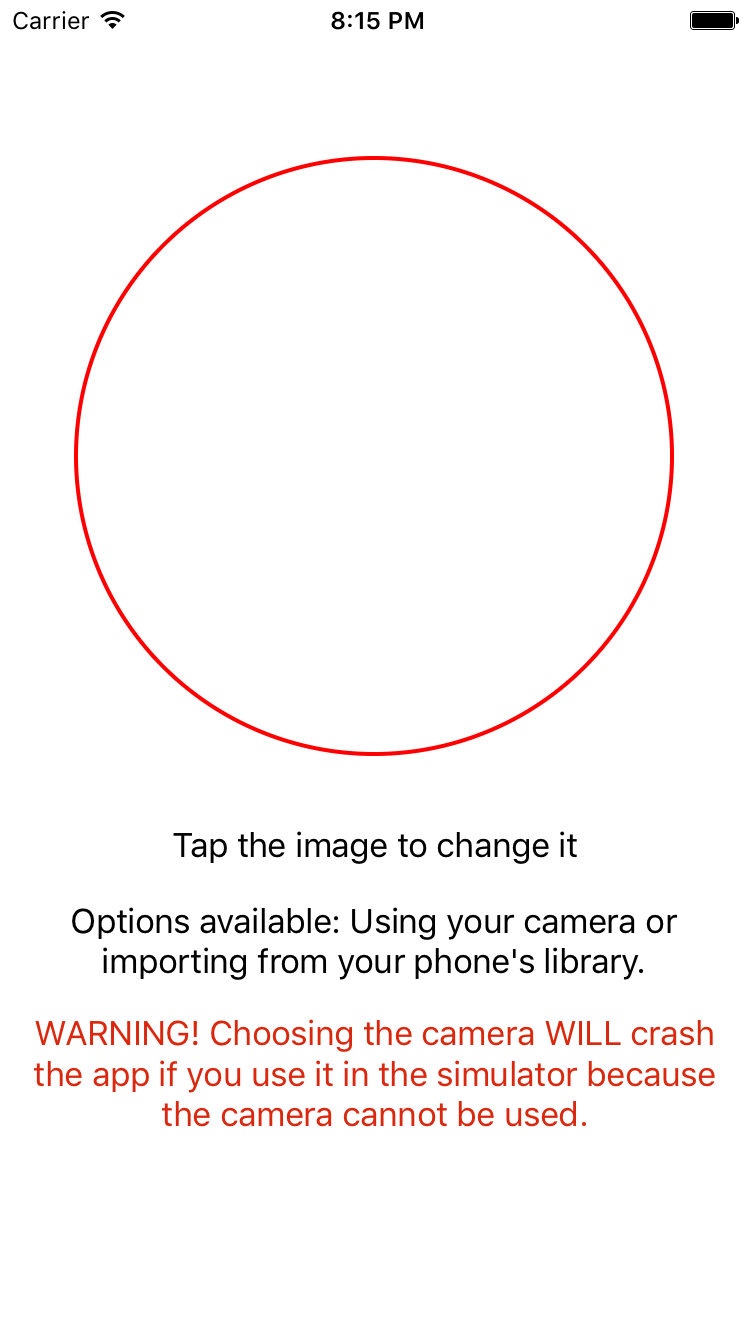 Carrier 8:15 PM
Tap the image to change it
Options available: Using your camera or
importing from your phone's library.
WARNING! Choosing the camera WILL crash
the app if you use it in the simulator because
the camera cannot be used.